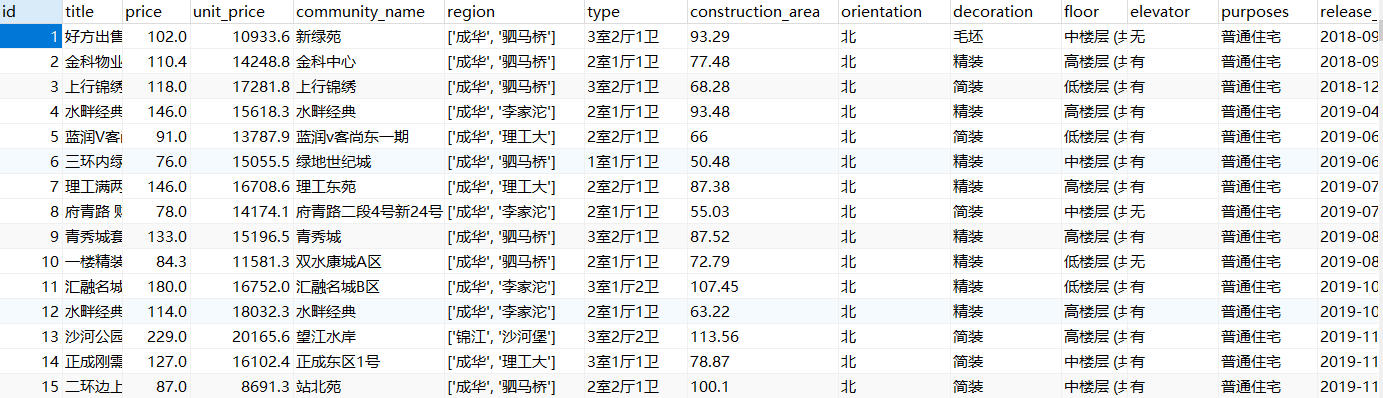 id title price unit_price community_name region type construction_area orientation decoration floor elevator purposes release_
1 好方出售 102.0 10933.6 新绿苑 ['成华', '驷马桥'] 3室2厅1卫 93.29 北 毛坯 中楼层 (共 无 普通住宅 2018-09
2 金科物业 110.4 14248.8 金科中心 ['成华', '驷马桥'] 2室1厅1卫 77.48 北 精装 高楼层 (共 有 普通住宅 2018-09
3 上行锦绣 118.0 17281.8 上行锦绣 ['成华', '驷马桥'] 3室1厅1卫 68.28 北 简装 低楼层 (共 有 普通住宅 2018-12
4 水畔经典 146.0 15618.3 水畔经典 ['成华', '李家沱'] 2室1厅1卫 93.48 北 精装 高楼层 (共 有 普通住宅 2019-04
5 蓝润V客尚 91.0 13787.9 蓝润v客尚东一期 ['成华', '理工大'] 2室2厅1卫 66 北 简装 低楼层 (共 有 普通住宅 2019-06
6 三环内绿 76.0 15055.5 绿地世纪城 ['成华', '驷马桥'] 1室1厅1卫 50.48 北 精装 中楼层 (共 有 普通住宅 2019-06
7 理工满两 146.0 16708.6 理工东苑 ['成华', '理工大'] 2室2厅1卫 87.38 北 精装 高楼层 (共 有 普通住宅 2019-07
8 府青路 78.0 14174.1 府青路二段4号新24号 ['成华', '李家沱'] 2室1厅1卫 55.03 北 简装 中楼层 (共 无 普通住宅 2019-07
9 青秀城套 133.0 15196.5 青秀城 ['成华', '驷马桥'] 3室2厅1卫 87.52 北 精装 高楼层 (共 有 普通住宅 2019-08
10 一楼精装 84.3 11581.3 双水康城A区 ['成华', '驷马桥'] 2室2厅1卫 72.79 北 精装 低楼层 (共 无 普通住宅 2019-08
11 汇融名城 180.0 16752.0 汇融名城B区 ['成华', '李家沱'] 3室1厅2卫 107.45 北 精装 低楼层 (共 有 普通住宅 2019-10
12 水畔经典 114.0 18032.3 水畔经典 ['成华', '李家沱'] 2室1厅1卫 63.22 北 精装 高楼层 (共 有 普通住宅 2019-10
13 沙河公园 229.0 20165.6 望江水岸 ['锦江', '沙河堡'] 3室2厅2卫 113.56 北 简装 高楼层 (共 有 普通住宅 2019-11
14 正成刚需 127.0 16102.4 正成东区1号 ['成华', '理工大'] 3室1厅1卫 78.87 北 简装 中楼层 (共 有 普通住宅 2019-11
15 二环边上 87.0 8691.3 站北苑 ['成华', '驷马桥'] 2室2厅1卫 100.1 北 简装 中楼层 (共 有 普通住宅 2019-11